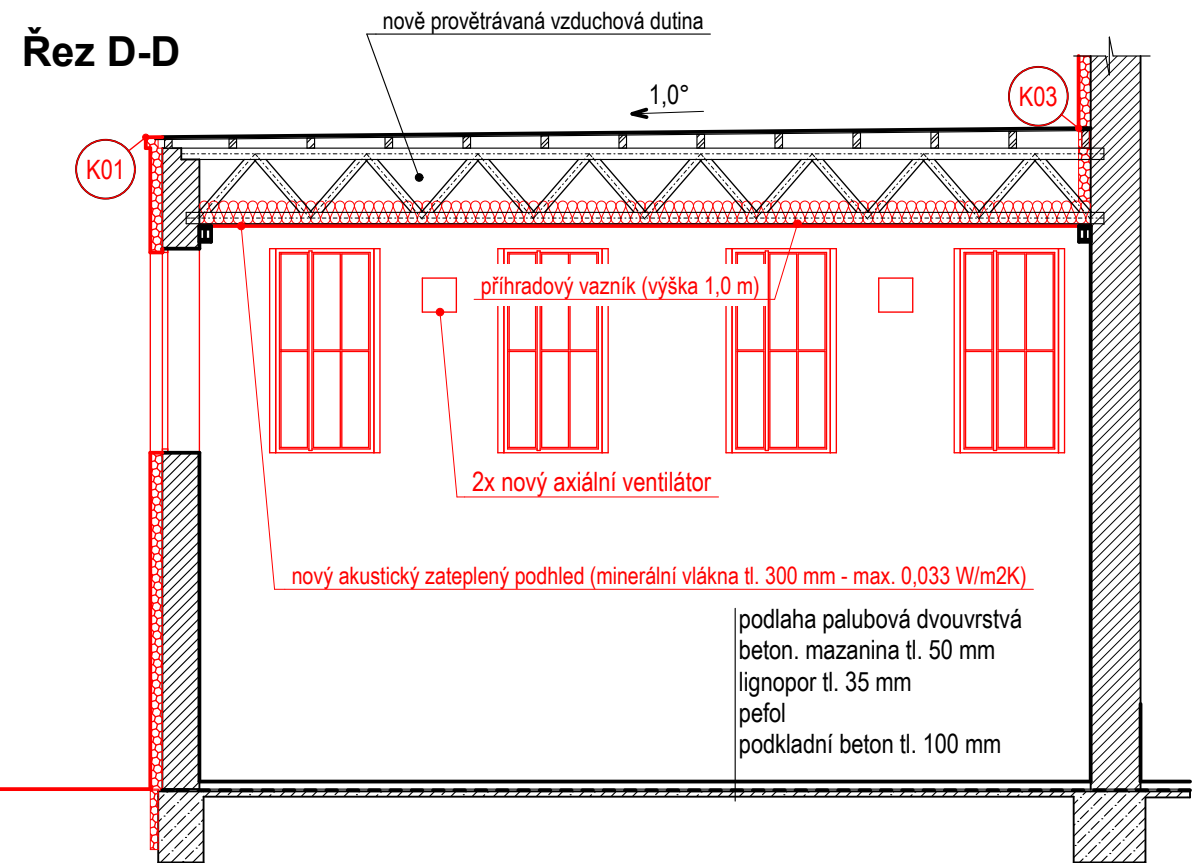 Řez D-D
nově provětrávaná vzduchová dutina
1,0°
K03
K01
příhradový vazník (výška 1,0 m)
2x nový axiální ventilátor
nový akustický zateplený podhled (minerální vlákna tl. 300 mm - max. 0,033 W/m2K)
podlaha palubová dvouvrstvá
beton. mazanina tl. 50 mm
lignopor tl. 35 mm
pefol
podkladní beton tl. 100 mm